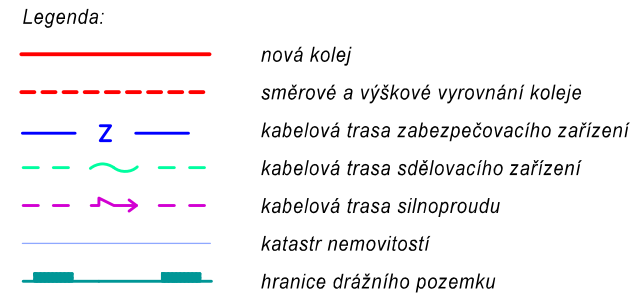 Legenda:
nová kolej
směrové a výškové vyrovnání koleje
Z kabelová trasa zabezpečovacího zařízení
kabelová trasa sdělovacího zařízení
kabelová trasa silnoproudu
katastr nemovitostí
hranice drážního pozemku